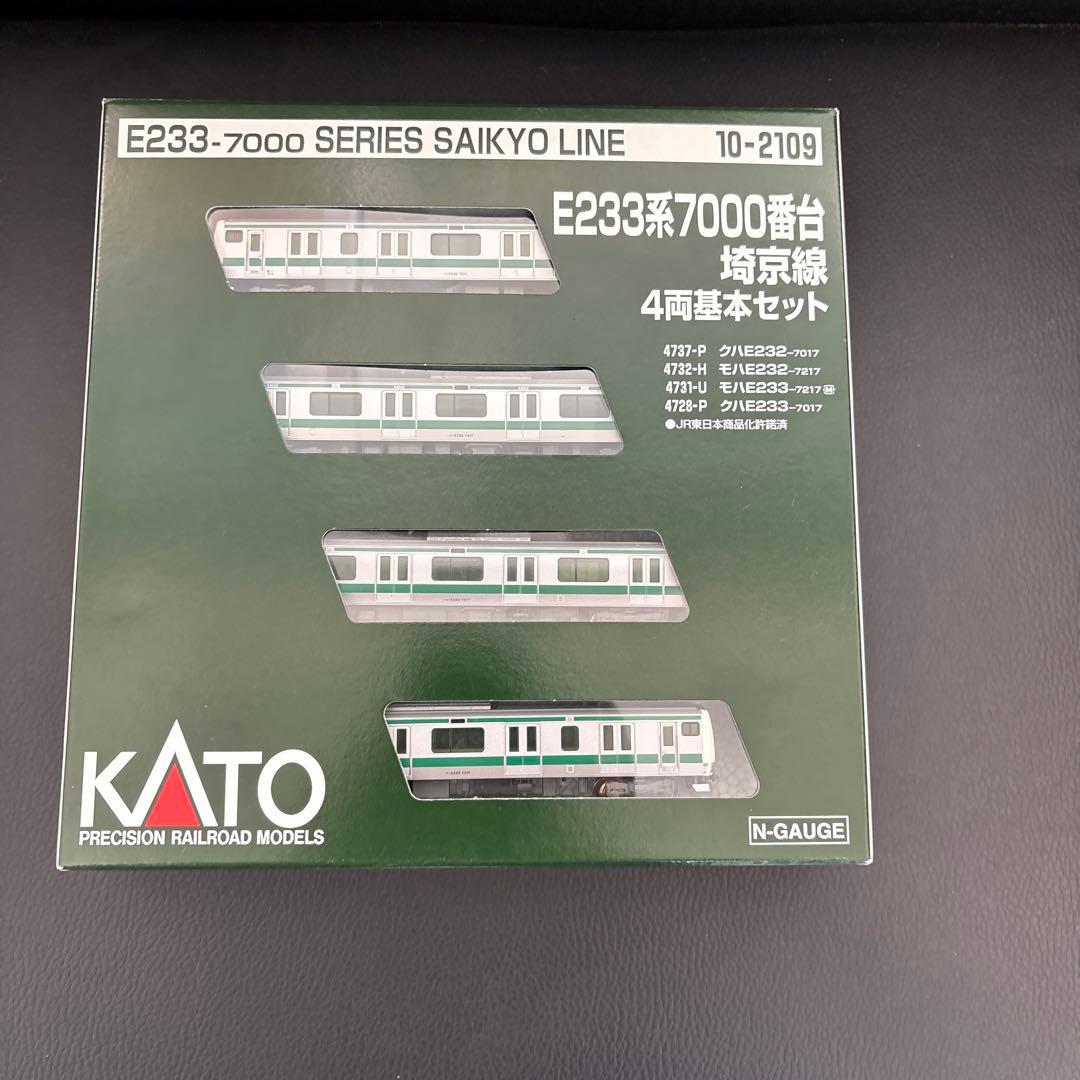 E233-7000 SERIES SAIKYO LINE 10-2109
E233系7000番台
埼京線
4両基本セット
4737-P クハE232-7017
4732-H モハE232-7217
4731-U モハE233-7217 M
4728-P クハE233-7017
●JR東日本商品化許諾済
KATO
PRECISION RAILROAD MODELS
N-GAUGE